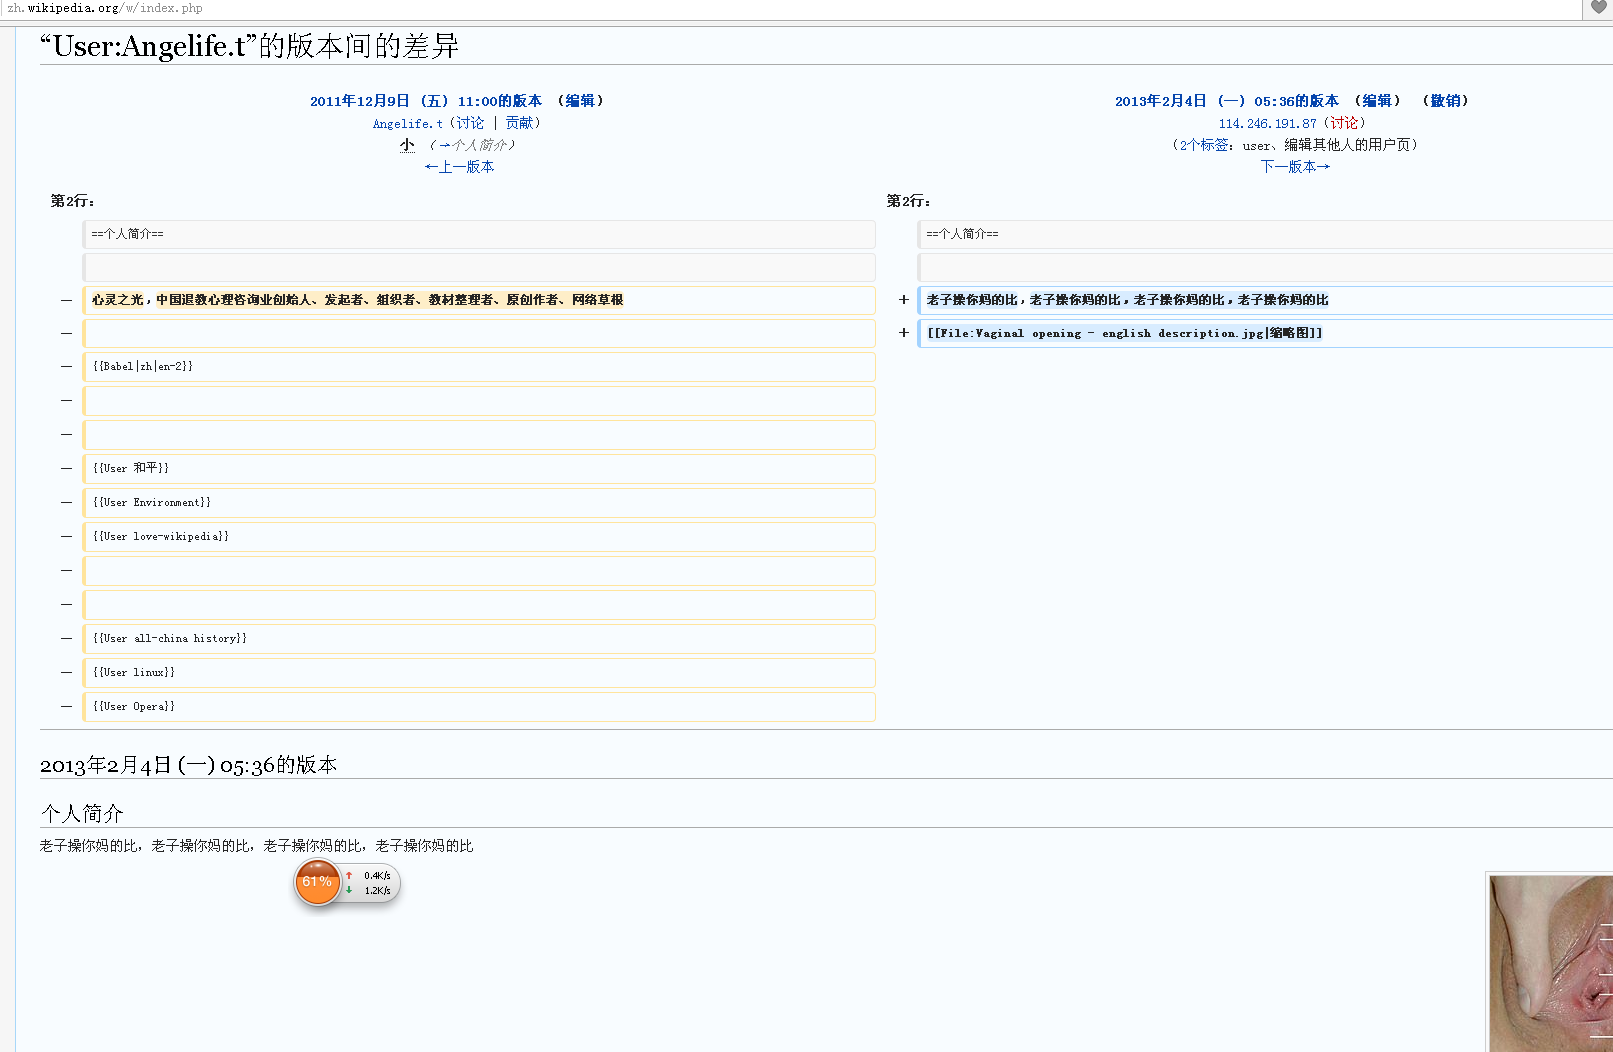 zh.wikipedia.org/w/index.php
“User:Angelife.t”的版本间的差异
2011年12月9日 (五) 11:00的版本 (编辑)
Angelife.t (讨论 | 贡献)
小 (→个人简介)
←上一版本
2013年2月4日 (一) 05:36的版本 (编辑) (撤销)
114.246.191.87 (讨论)
(2个标签: user、编辑其他人的用户页)
下一版本→
第2行:
第2行:
==个人简介==
==个人简介==
— 心灵之光,中国退教心理咨询业创始人、发起者、组织者、教材整理者、原创作者、网络草根
+ 老子操你妈的比,老子操你妈的比,老子操你妈的比,老子操你妈的比
—
+ [[File:Vaginal opening - english description.jpg|缩略图]]
— {{Babel|zh|en-2}}
—
—
— {{User 和平}}
— {{User Environment}}
— {{User love-wikipedia}}
—
—
— {{User all-china history}}
— {{User linux}}
— {{User Opera}}
2013年2月4日 (一) 05:36的版本
个人简介
老子操你妈的比，老子操你妈的比，老子操你妈的比，老子操你妈的比
61%
↑ 0.4K/s
↓ 1.2K/s